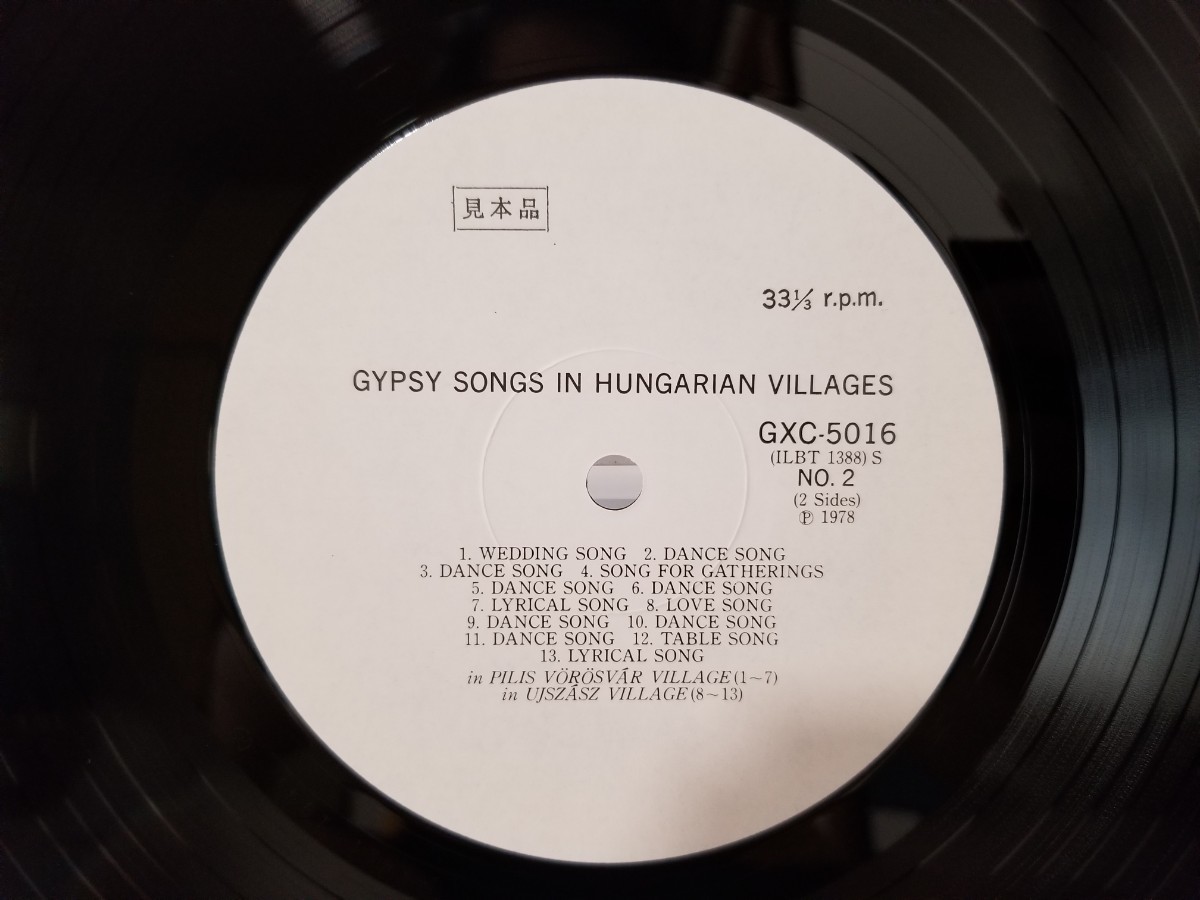 見本品
33⅓ r.p.m.
GYPSY SONGS IN HUNGARIAN VILLAGES
GXC-5016
(ILBT 1388) S
NO. 2
(2 Sides)
℗ 1978
1. WEDDING SONG 2. DANCE SONG
3. DANCE SONG 4. SONG FOR GATHERINGS
5. DANCE SONG 6. DANCE SONG
7. LYRICAL SONG 8. LOVE SONG
9. DANCE SONG 10. DANCE SONG
11. DANCE SONG 12. TABLE SONG
13. LYRICAL SONG
in PILIS VÖRÖSVÁR VILLAGE (1~7)
in UJSZÁSZ VILLAGE (8~13)